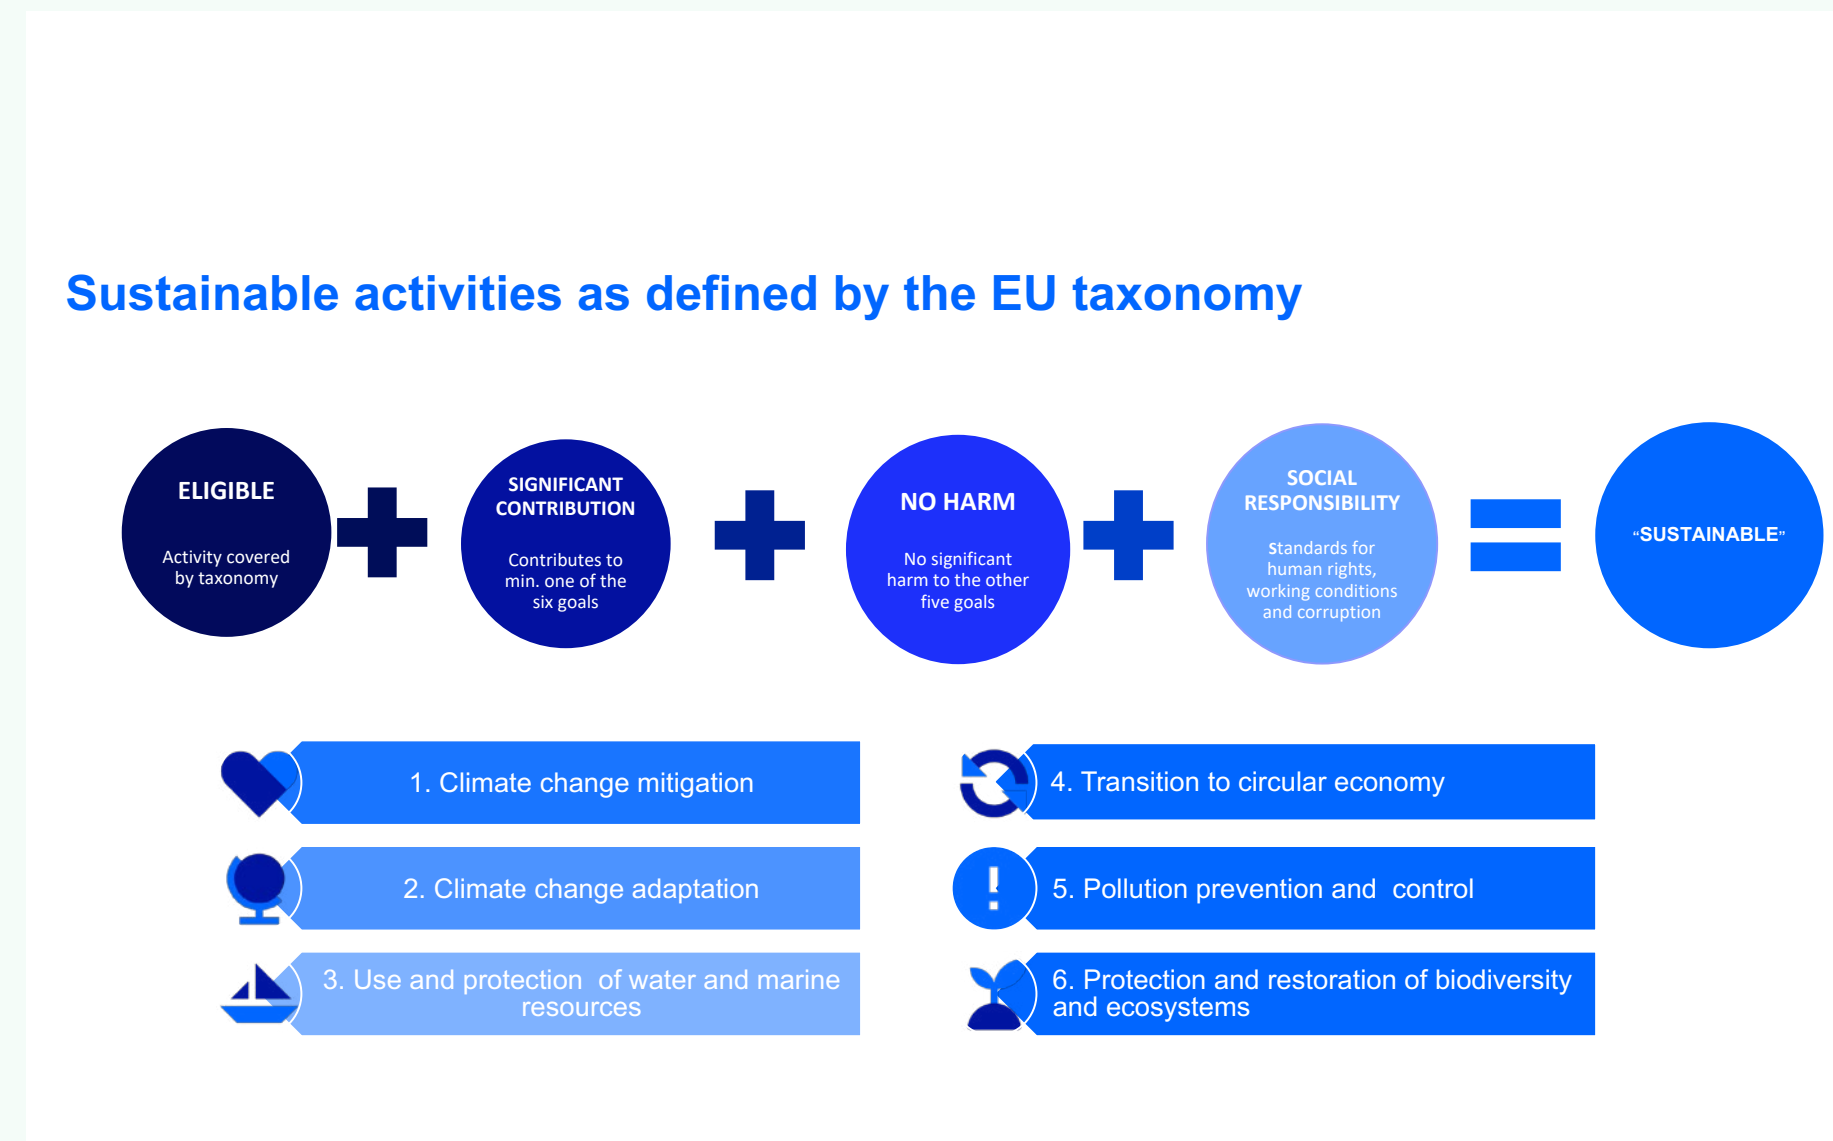 Sustainable activities as defined by the EU taxonomy
ELIGIBLE
Activity covered
by taxonomy
SIGNIFICANT
CONTRIBUTION
Contributes to
min. one of the
six goals
NO HARM
No significant
harm to the other
five goals
SOCIAL
RESPONSIBILITY
Standards for
human rights,
working conditions
and corruption
“SUSTAINABLE”
1. Climate change mitigation
2. Climate change adaptation
3. Use and protection  of water and marine
resources
4. Transition to circular economy
5. Pollution prevention and  control
6. Protection and restoration of biodiversity
and ecosystems